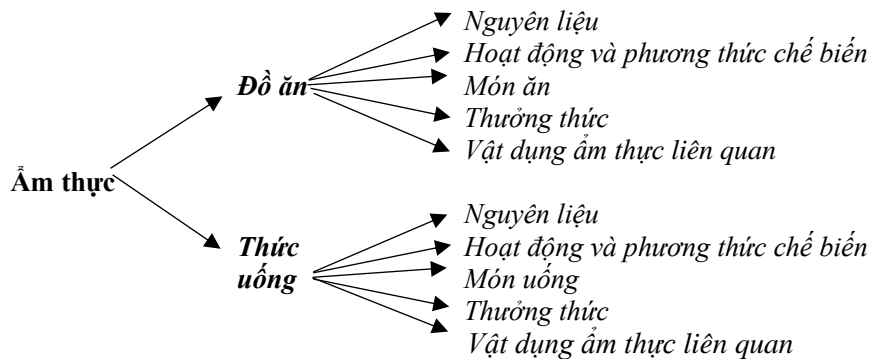 Ẩm thực
Đồ ăn
Nguyên liệu
Hoạt động và phương thức chế biến
Món ăn
Thưởng thức
Vật dụng ẩm thực liên quan
Thức
uống
Nguyên liệu
Hoạt động và phương thức chế biến
Món uống
Thưởng thức
Vật dụng ẩm thực liên quan